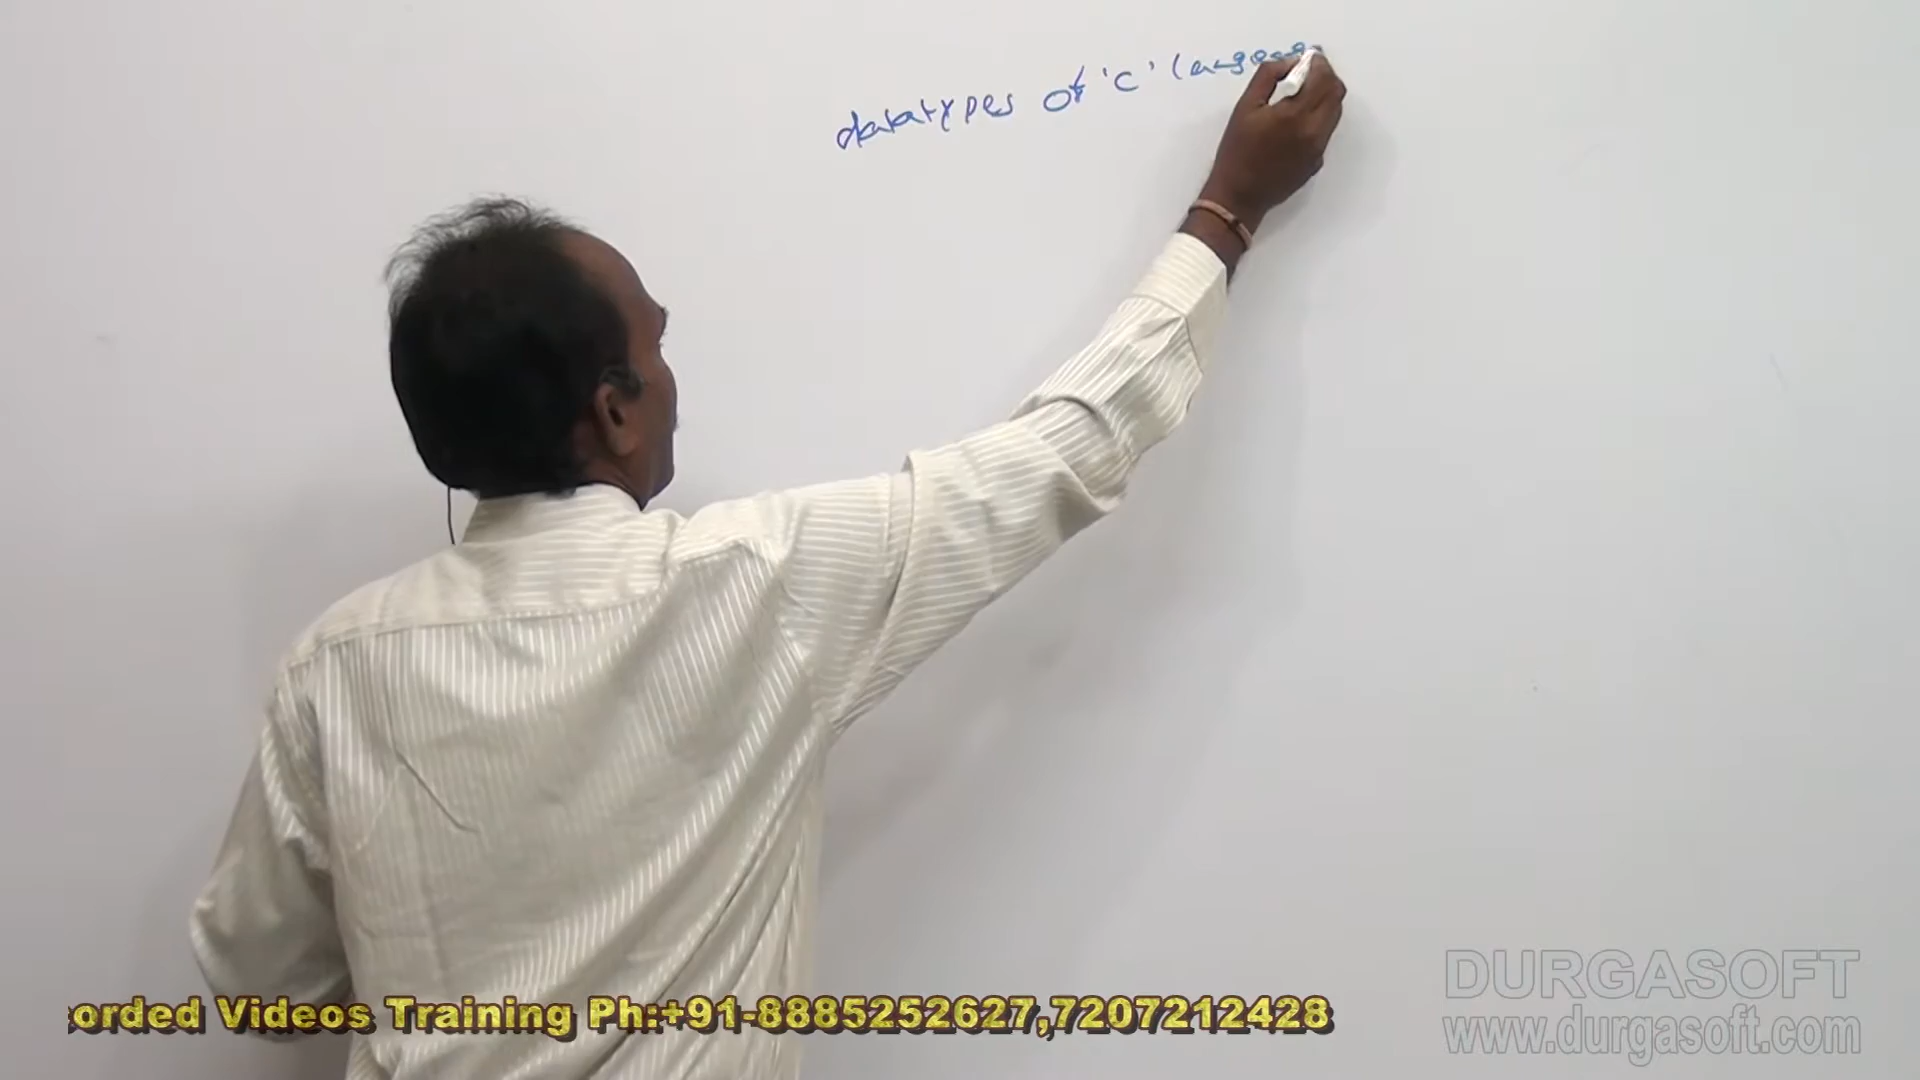 datatypes of 'C' Language
orded Videos Training Ph:+91-8885252627,7207212428
DURGASOFT
www.durgasoft.com